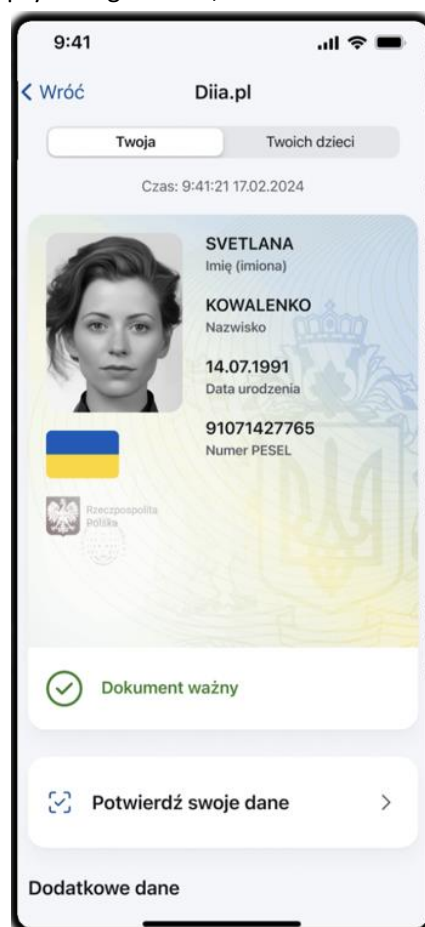 9:41
Wróć
Diia.pl
Twoja
Twoich dzieci
Czas: 9:41:21 17.02.2024
SVETLANA
Imię (imiona)
KOWALENKO
Nazwisko
14.07.1991
Data urodzenia
91071427765
Numer PESEL
Rzeczpospolita
Polska
Dokument ważny
Potwierdź swoje dane
Dodatkowe dane